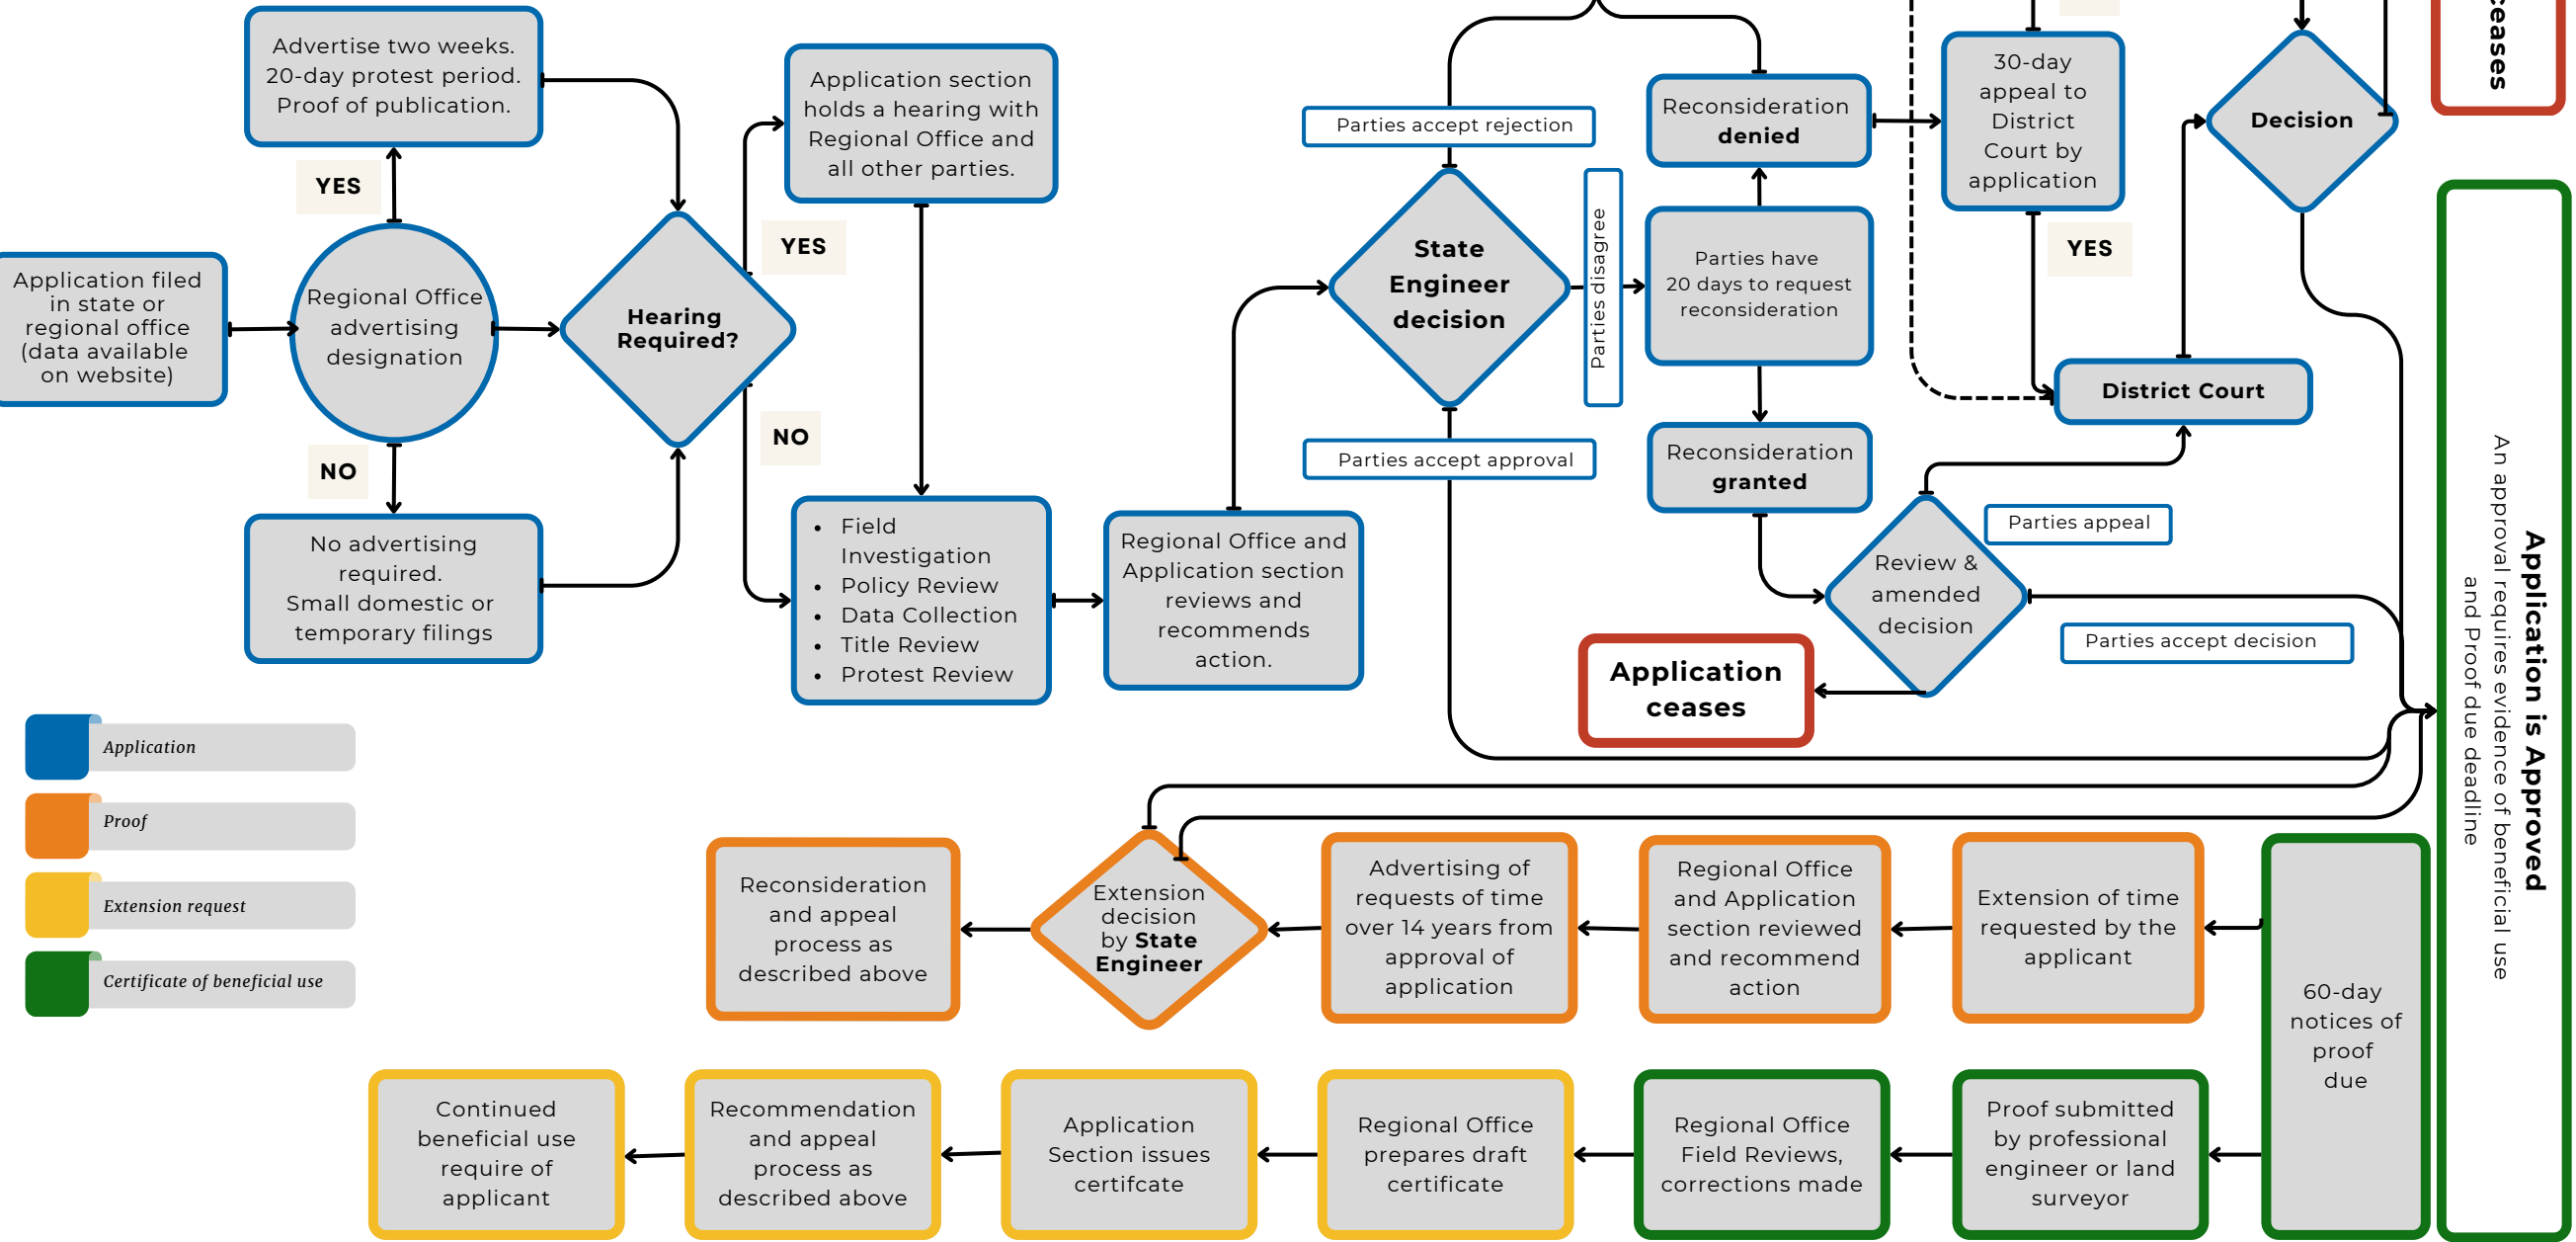 Advertise two weeks.
20-day protest period.
Proof of publication.
YES
Application filed
in state or
regional office
(data available
on website)
Regional Office
advertising
designation
NO
No advertising
required.
Small domestic or
temporary filings
Hearing
Required?
YES
NO
Application section
holds a hearing with
Regional Office and
all other parties.
• Field
Investigation
• Policy Review
• Data Collection
• Title Review
• Protest Review
Regional Office and
Application section
reviews and
recommends
action.
Parties accept rejection
State
Engineer
decision
Parties accept approval
Parties disagree
Reconsideration
denied
Parties have
20 days to request
reconsideration
Reconsideration
granted
30-day
appeal to
District
Court by
application
YES
Decision
District Court
Parties appeal
Review &
amended
decision
Parties accept decision
Application
ceases
ceases
Application is Approved
An approval requires evidence of beneficial use
and Proof due deadline
Application
Proof
Extension request
Certificate of beneficial use
Reconsideration
and appeal
process as
described above
Extension
decision
by State
Engineer
Advertising of
requests of time
over 14 years from
approval of
application
Regional Office
and Application
section reviewed
and recommend
action
Extension of time
requested by the
applicant
60-day
notices of
proof
due
Continued
beneficial use
require of
applicant
Recommendation
and appeal
process as
described above
Application
Section issues
certifcate
Regional Office
prepares draft
certificate
Regional Office
Field Reviews,
corrections made
Proof submitted
by professional
engineer or land
surveyor